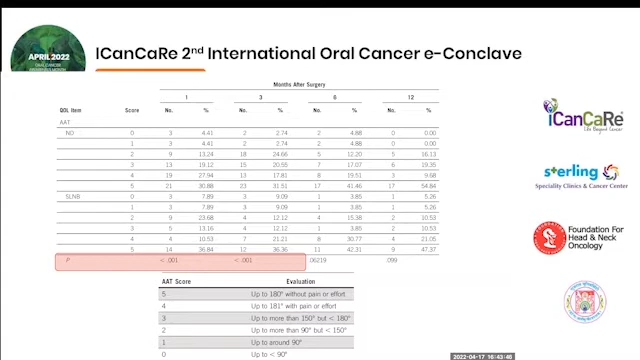 APRIL 2022
ORAL CANCER
AWARENESS MONTH
ICanCaRe 2nd International Oral Cancer e-Conclave
Months After Surgery
1 3 6 12
QOL Item Score No. % No. % No. % No. %
AAT
ND 0 3 4.41 2 2.74 2 4.88 0 0.00
1 3 4.41 2 2.74 2 4.88 0 0.00
2 9 13.24 18 24.66 5 12.20 5 16.13
3 13 19.12 15 20.55 7 17.07 6 19.35
4 19 27.94 13 17.81 8 19.51 3 9.68
5 21 30.88 23 31.51 17 41.46 17 54.84
SLNB 0 3 7.89 3 9.09 1 3.85 1 5.26
1 3 7.89 3 9.09 1 3.85 1 5.26
2 9 23.68 4 12.12 4 15.38 2 10.53
3 5 13.16 4 12.12 1 3.85 2 10.53
4 4 10.53 7 21.21 8 30.77 4 21.05
5 14 36.84 12 36.36 11 42.31 9 47.37
P < .001 < .001 .06219 .099
AAT Score Evaluation
5 Up to 180° without pain or effort
4 Up to 181° with pain or effort
3 Up to more than 150° but < 180°
2 Up to more than 90° but < 150°
1 Up to around 90°
0 Up to < 90°
iCanCaRe
Life Beyond Cancer
sterling
Speciality Clinics & Cancer Center
Foundation For
Head & Neck
Oncology
2022-04-17 16:43:45